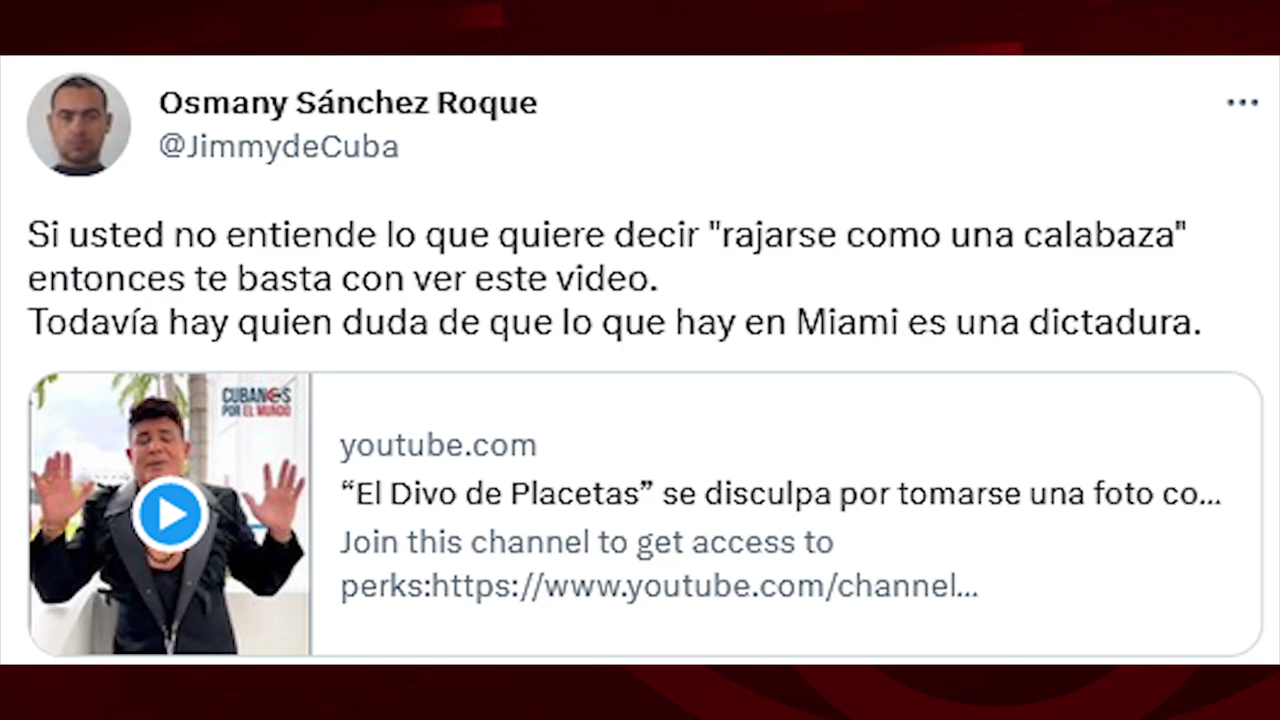 Osmany Sánchez Roque
@JimmydeCuba
Si usted no entiende lo que quiere decir "rajarse como una calabaza"
entonces te basta con ver este video.
Todavía hay quien duda de que lo que hay en Miami es una dictadura.
CUBANOS
POR EL MUNDO
youtube.com
“El Divo de Placetas” se disculpa por tomarse una foto co...
Join this channel to get access to
perks:https://www.youtube.com/channel...